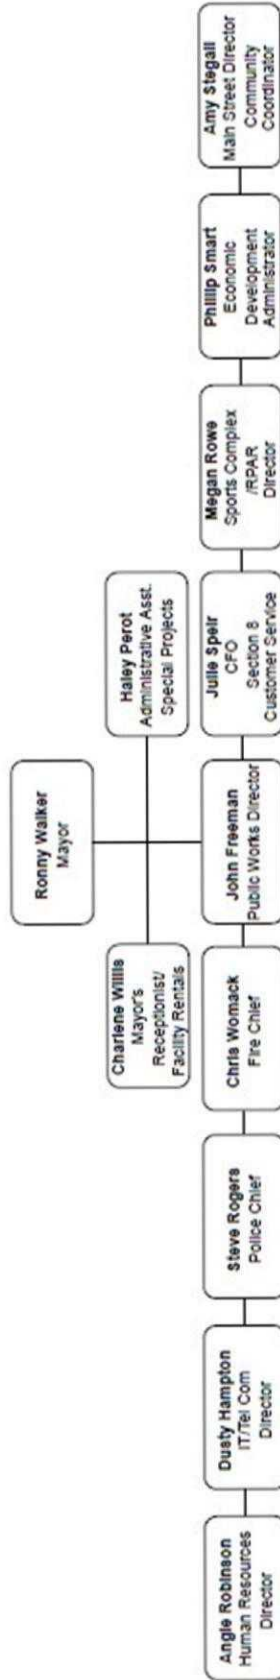 Ronny Walker
Mayor
Charlene Willis
Mayor's
Receptionist/
Facility Rentals
Haley Perot
Administrative Asst.
Special Projects
Angie Robinson
Human Resources
Director
Dusty Hampton
IT/Tel Com
Director
Steve Rogers
Police Chief
Chris Womack
Fire Chief
John Freeman
Public Works Director
Julie Speir
CFO
Section 8
Customer Service
Megan Rowe
Sports Complex
/RPAR
Director
Phillip Smart
Economic
Development
Administrator
Amy Stegall
Main Street Director
Community
Coordinator